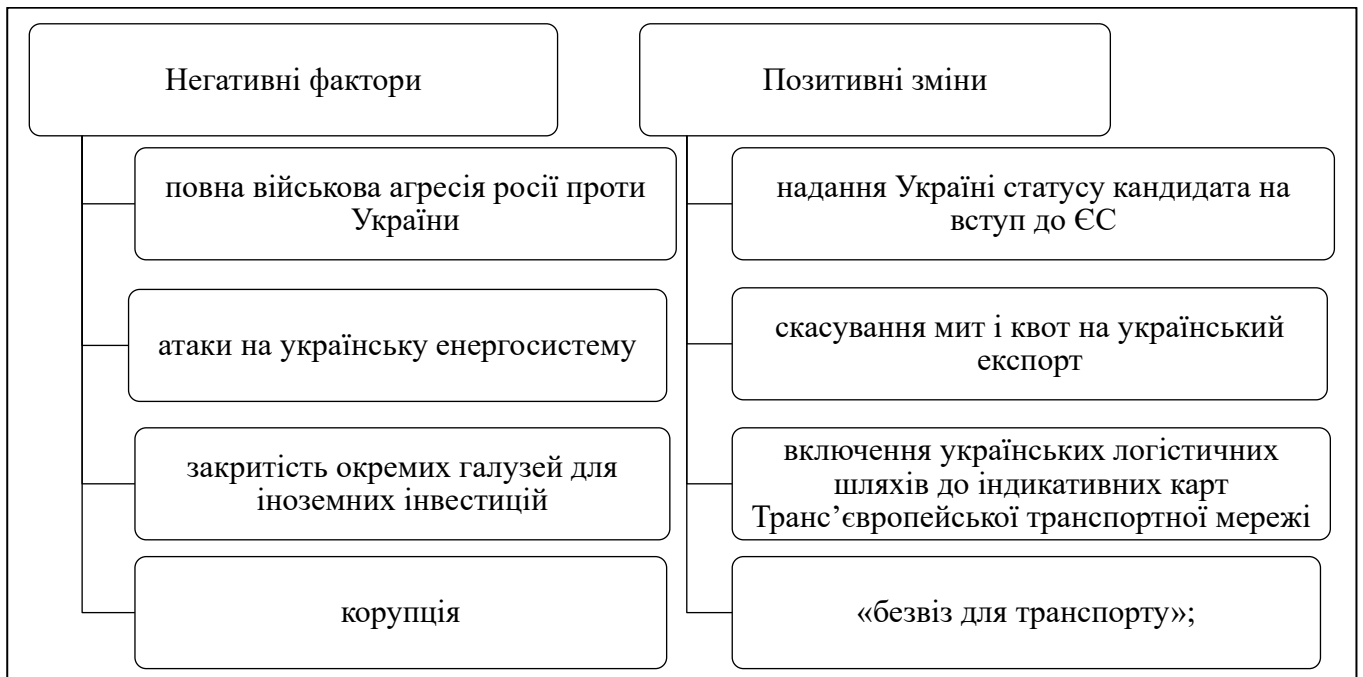 Негативні фактори
повна військова агресія росії проти
України
атаки на українську енергосистему
закритість окремих галузей для
іноземних інвестицій
корупція
Позитивні зміни
надання Україні статусу кандидата на
вступ до ЄС
скасування мит і квот на український
експорт
включення українських логістичних
шляхів до індикативних карт
Транс’європейської транспортної мережі
«безвіз для транспорту»;